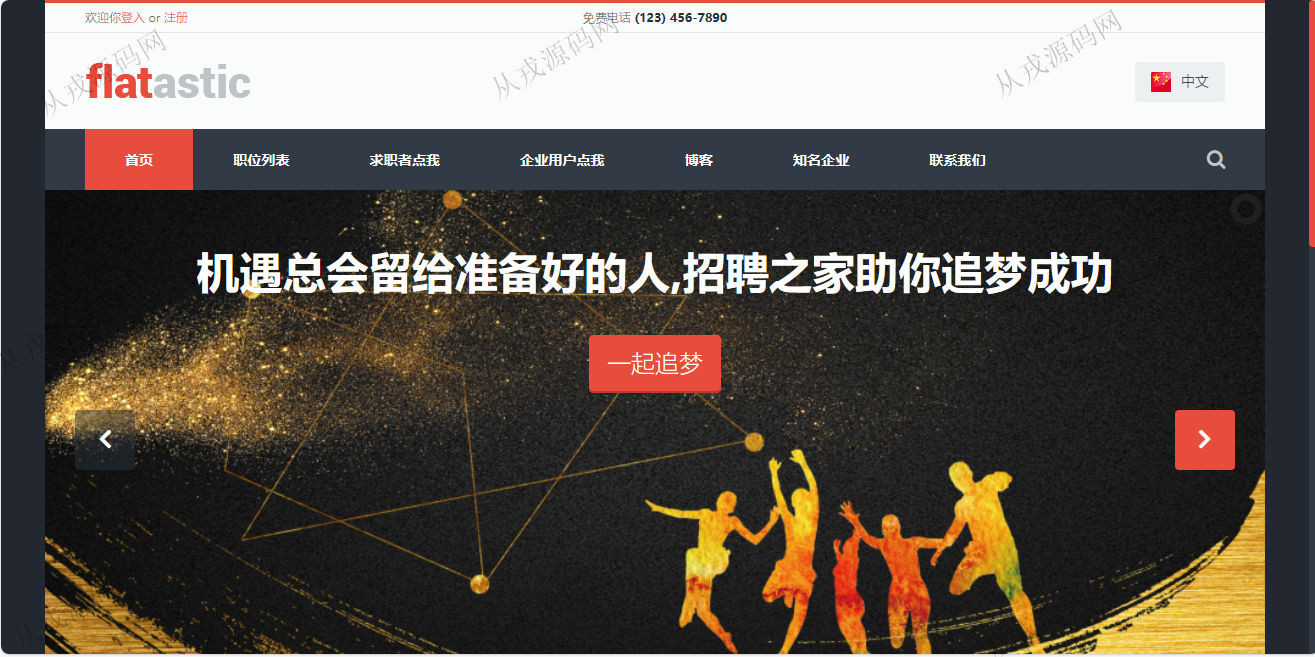 欢迎你登入 or 注册
免费电话 (123) 456-7890
flatastic
中文
首页 职位列表 求职者点我 企业用户点我 博客 知名企业 联系我们
机遇总会留给准备好的人,招聘之家助你追梦成功
一起追梦
从戎源码网
从戎源码网
从戎源码网
从戎
从戎